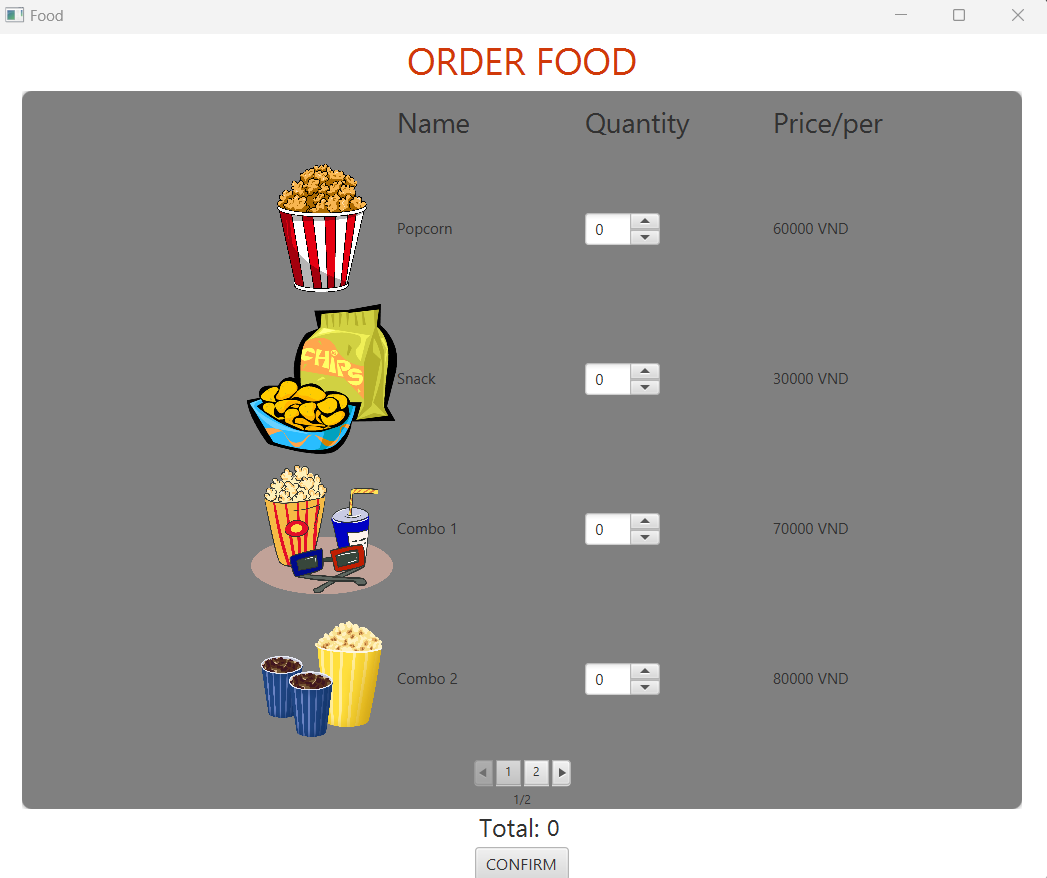 Food
ORDER FOOD
Name Quantity Price/per
Popcorn 0 60000 VND
CHIPS
Snack 0 30000 VND
Combo 1 0 70000 VND
Combo 2 0 80000 VND
1 2
1/2
Total: 0
CONFIRM